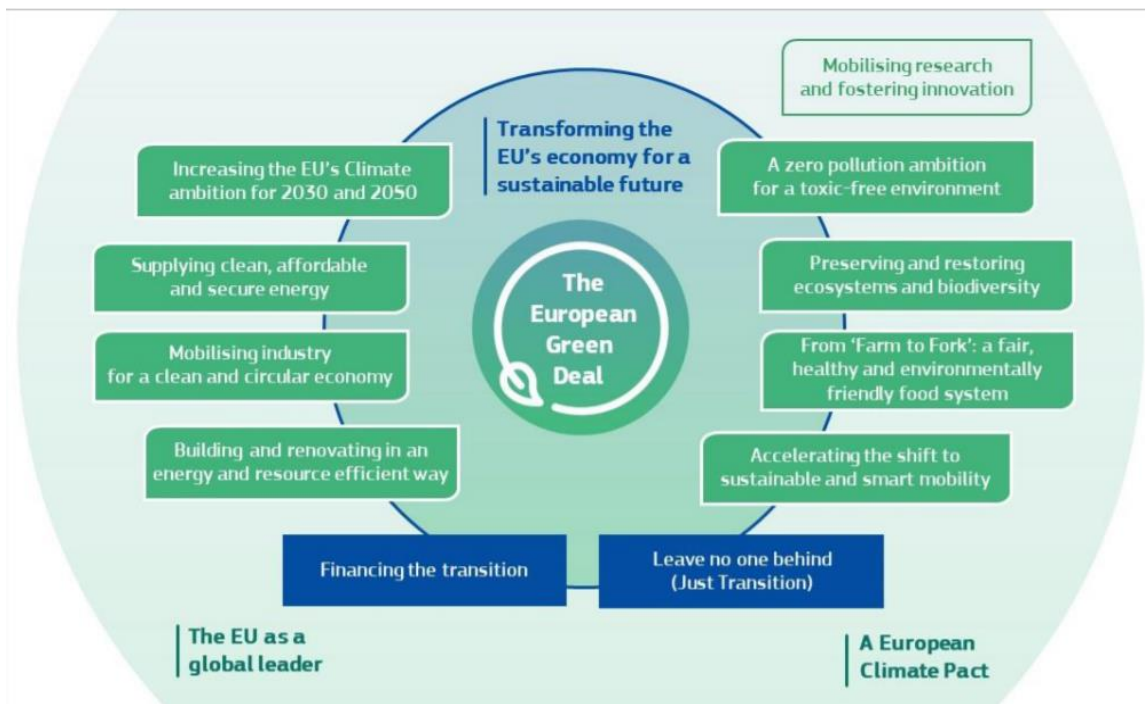 Mobilising research
and fostering innovation
Transforming the
EU's economy for a
sustainable future
Increasing the EU's Climate
ambition for 2030 and 2050
A zero pollution ambition
for a toxic-free environment
Supplying clean, affordable
and secure energy
Preserving and restoring
ecosystems and biodiversity
The
European
Green
Deal
Mobilising industry
for a clean and circular economy
From 'Farm to Fork': a fair,
healthy and environmentally
friendly food system
Building and renovating in an
energy and resource efficient way
Accelerating the shift to
sustainable and smart mobility
Financing the transition
Leave no one behind
(Just Transition)
The EU as a
global leader
A European
Climate Pact